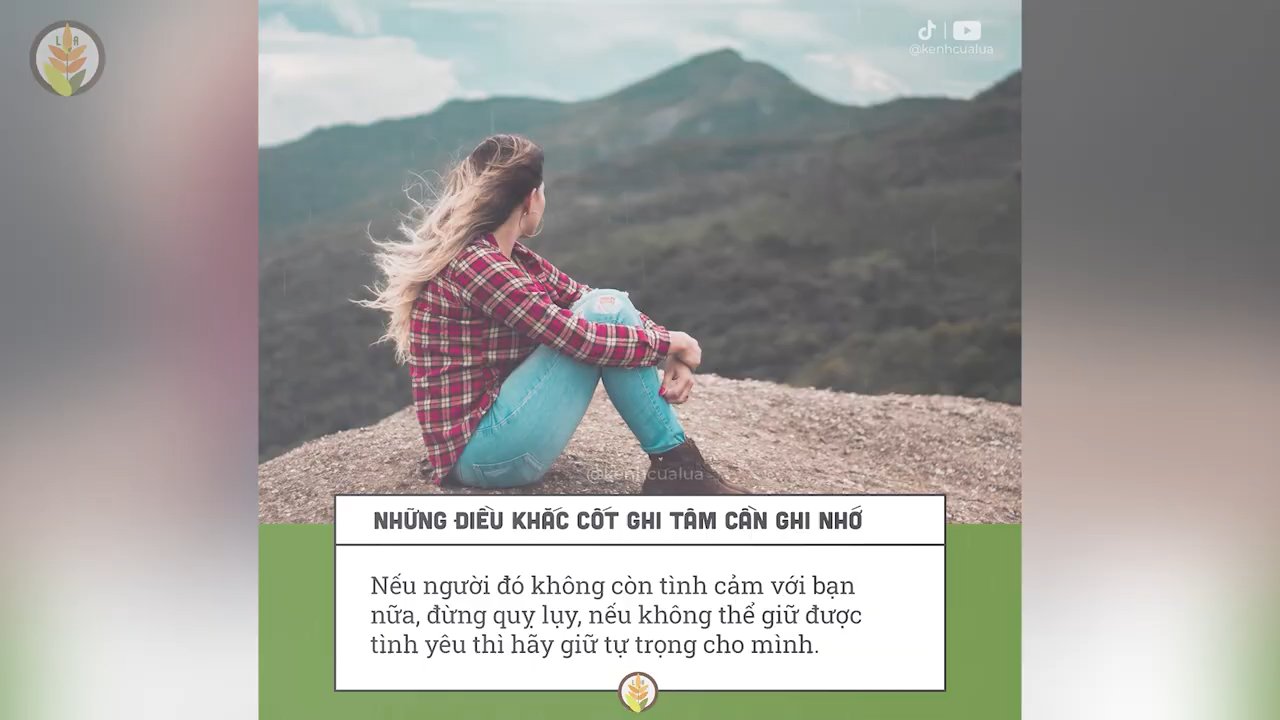 L A
@kenhcualua
@kenhcualua
NHỮNG ĐIỀU KHẮC CỐT GHI TÂM CẦN GHI NHỚ
Nếu người đó không còn tình cảm với bạn
nữa, đừng quỵ lụy, nếu không thể giữ được
tình yêu thì hãy giữ tự trọng cho mình.
L A